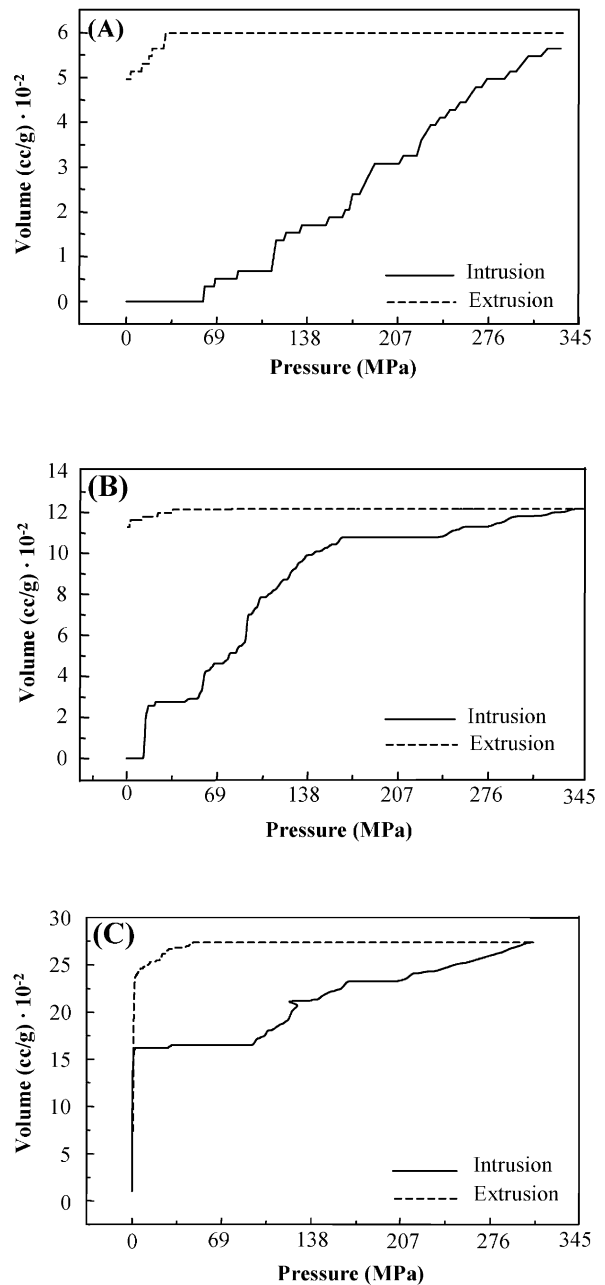 (A)
Volume (cc/g) · 10⁻²
6
5
4
3
2
1
0
Intrusion
Extrusion
0 69 138 207 276 345
Pressure (MPa)
(B)
Volume (cc/g) · 10⁻²
14
12
10
8
6
4
2
0
Intrusion
Extrusion
0 69 138 207 276 345
Pressure (MPa)
(C)
Volume (cc/g) · 10⁻²
30
25
20
15
10
5
0
Intrusion
Extrusion
0 69 138 207 276 345
Pressure (MPa)